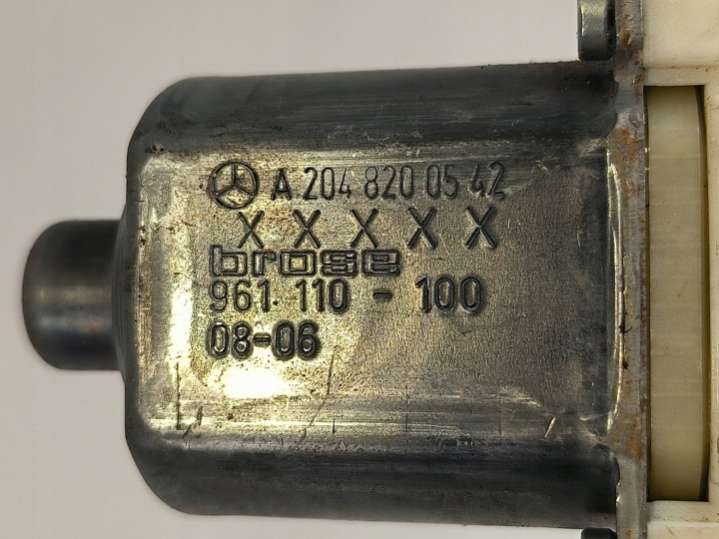 A 204 820 05 42
X X X X X
brose
961 110 - 100
08-06